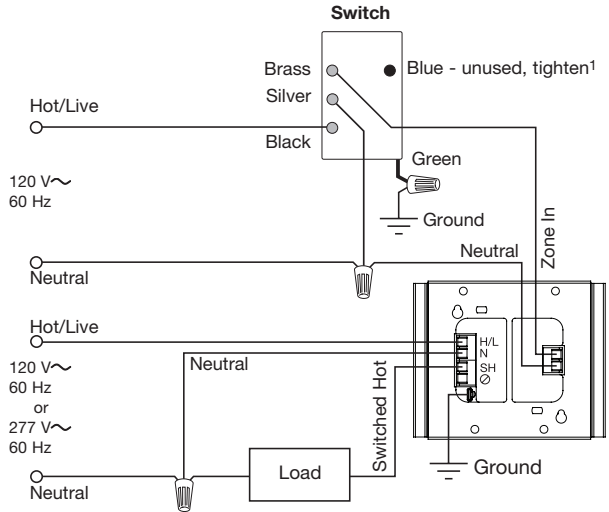 Switch
Brass
Blue - unused, tighten1
Silver
Hot/Live
Black
Green
120 V~
60 Hz
Ground
Neutral
Zone In
Neutral
Hot/Live
H/L
N
SH
Neutral
120 V~
60 Hz
or
277 V~
60 Hz
Switched Hot
Load
Ground
Neutral